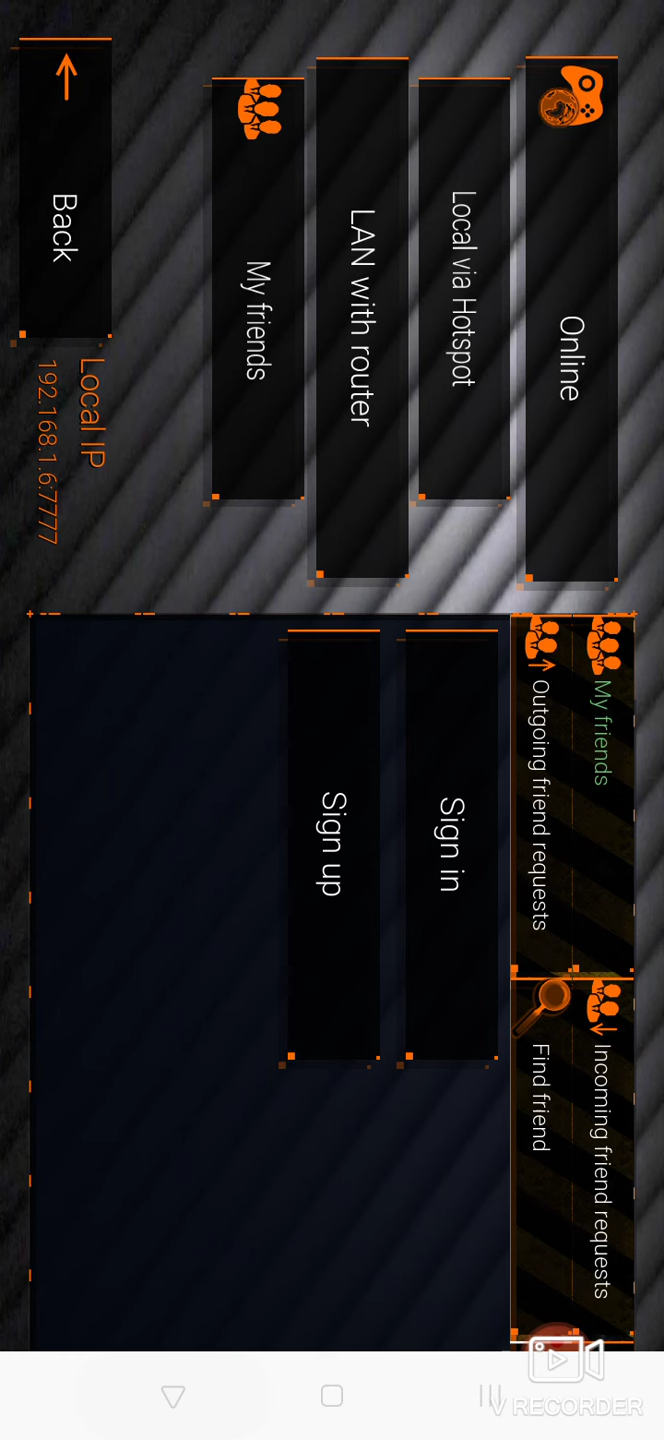 Online
Local via Hotspot
LAN with router
My friends
Back
Local IP
192.168.1.6:7777
My friends
Incoming friend requests
Outgoing friend requests
Find friend
Sign in
Sign up
V RECORDER